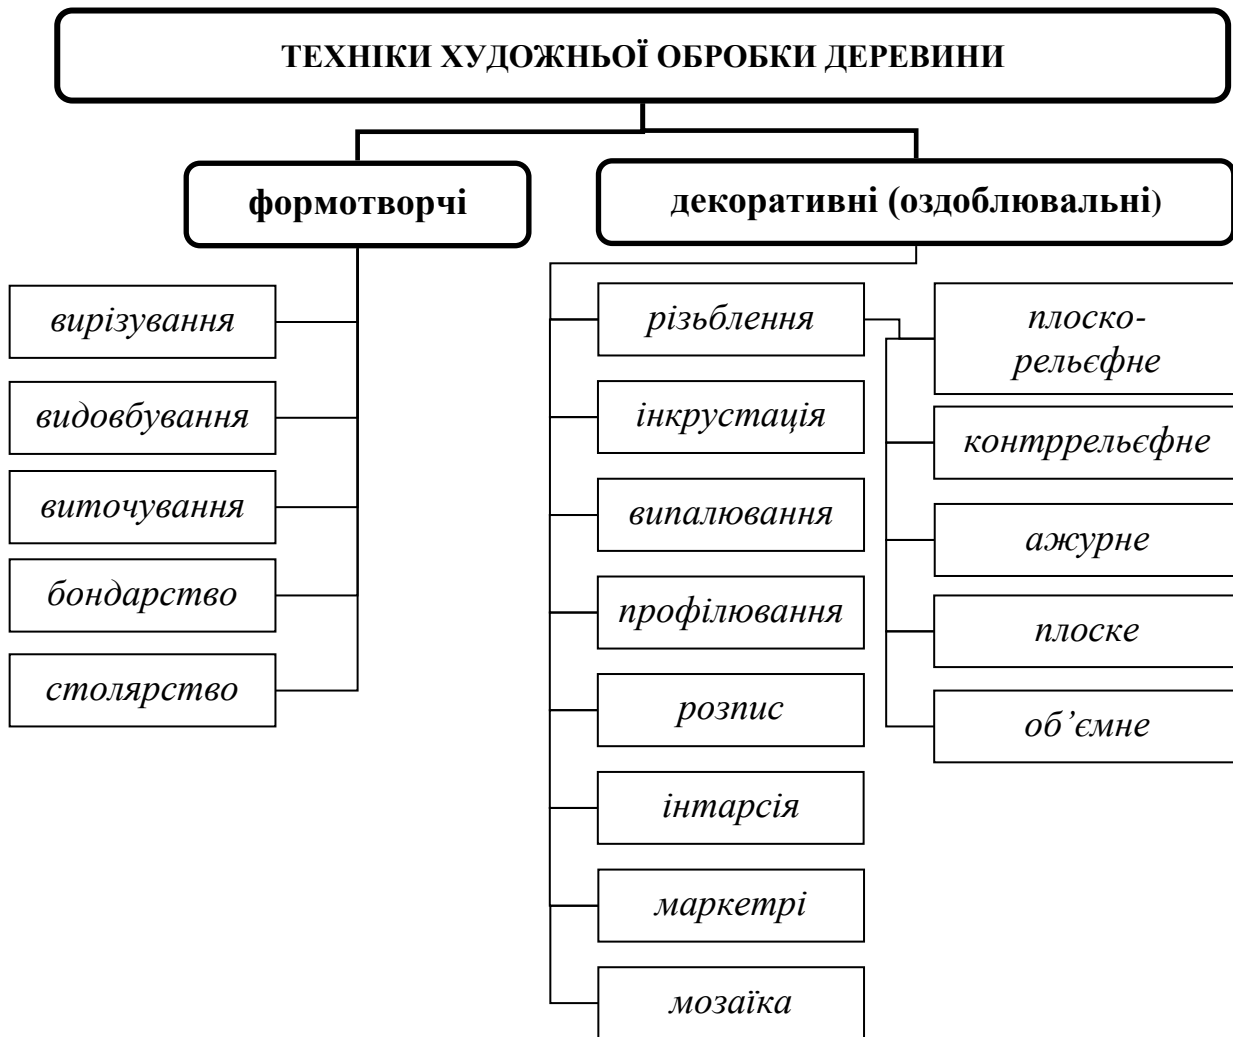 ТЕХНІКИ ХУДОЖНЬОЇ ОБРОБКИ ДЕРЕВИНИ
формотворчі
вирізування
видовбування
виточування
бондарство
столярство
декоративні (оздоблювальні)
різьблення
інкрустація
випалювання
профілювання
розпис
інтарсія
маркетрі
мозаїка
плоско-
рельєфне
контррельєфне
ажурне
плоске
об’ємне